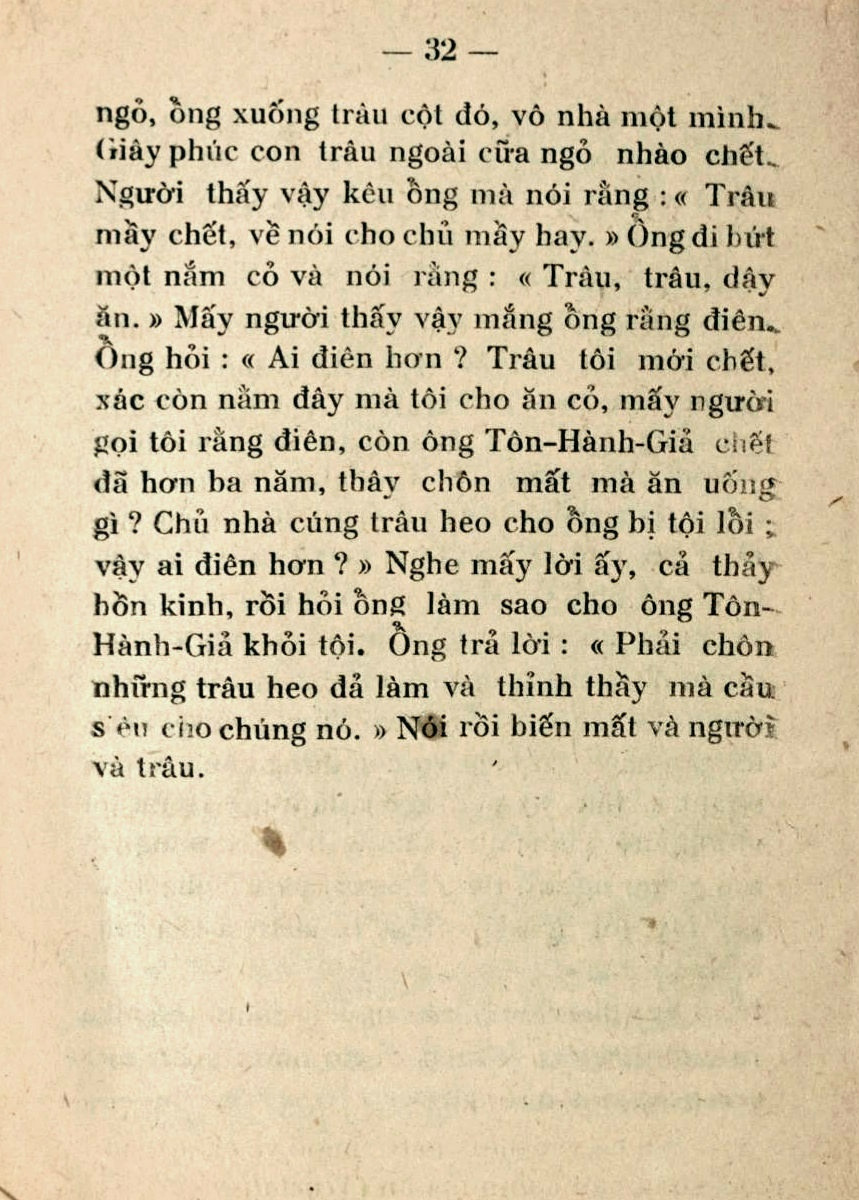 — 32 —
ngỏ, ổng xuống trâu cột đó, vô nhà một mình.
Giây phúc con trâu ngoài cữa ngỏ nhào chết.
Người thấy vậy kêu ổng mà nói rằng : « Trâu
mầy chết, về nói cho chủ mầy hay. » Ổng đi bứt
một nắm cỏ và nói rằng : « Trâu, trâu, dậy
ăn. » Mấy người thấy vậy mắng ổng rằng điên.
Ổng hỏi : « Ai điên hơn ? Trâu tôi mới chết,
xác còn nằm đây mà tôi cho ăn cỏ, mấy người
gọi tôi rằng điên, còn ông Tôn-Hành-Giả chết
đã hơn ba năm, thây chôn mất mà ăn uống
gì ? Chủ nhà cúng trâu heo cho ổng bị tội lỗi ;
vậy ai điên hơn ? » Nghe mấy lời ấy, cả thảy
hồn kinh, rồi hỏi ổng làm sao cho ông Tôn-
Hành-Giả khỏi tội. Ổng trả lời : « Phải chôn
những trâu heo đả làm và thỉnh thầy mà cầu
siêu cho chúng nó. » Nói rồi biến mất và người
và trâu.